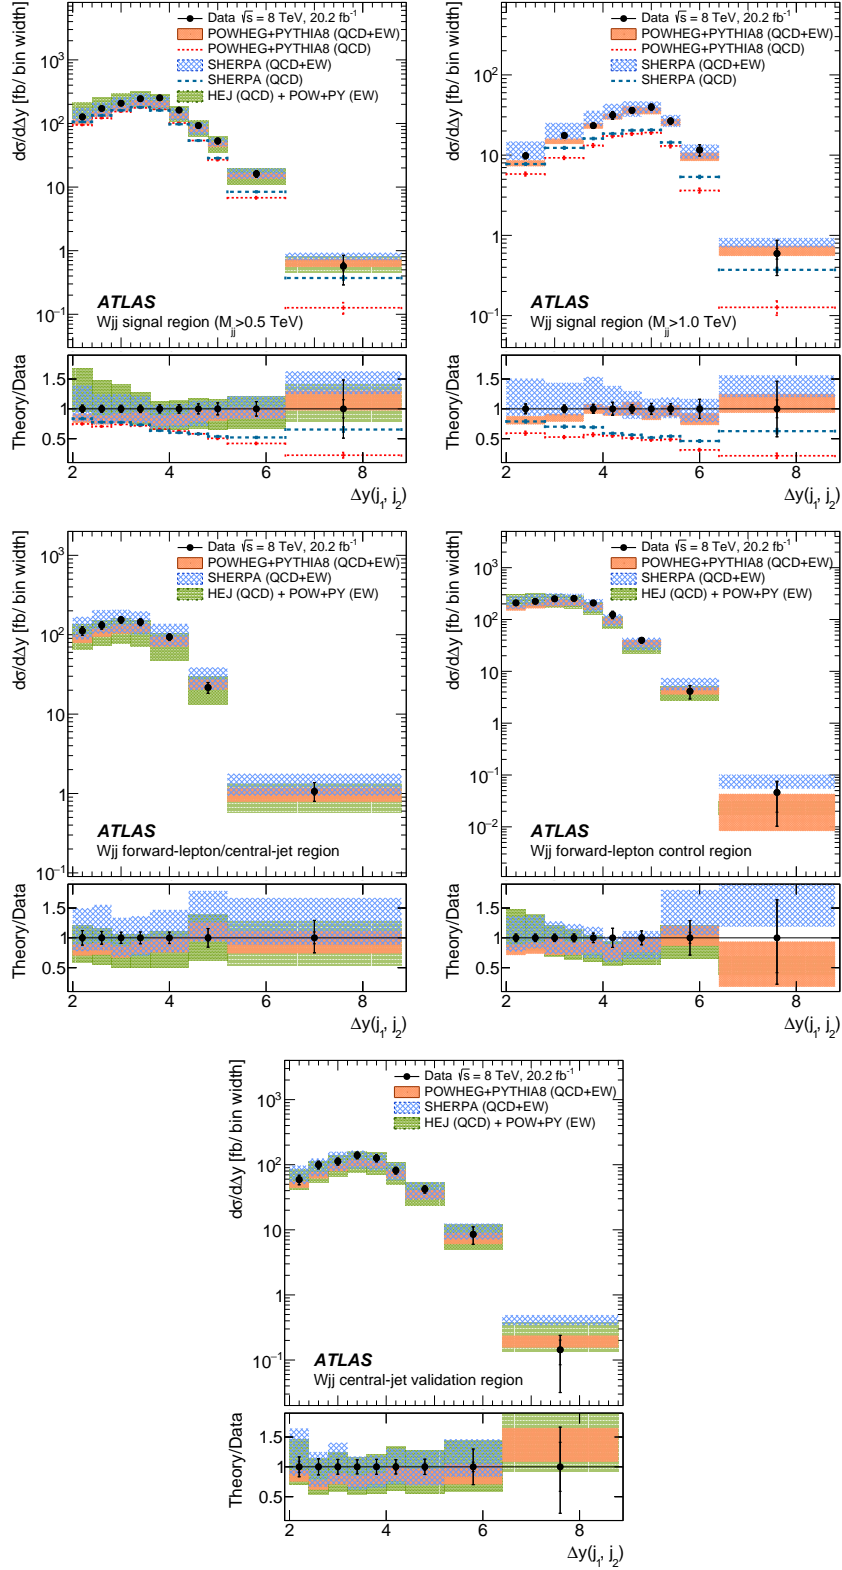 dσ/dΔy [fb/ bin width]
10³
10²
10
1
10⁻¹
Data √s = 8 TeV, 20.2 fb⁻¹
POWHEG+PYTHIA8 (QCD+EW)
POWHEG+PYTHIA8 (QCD)
SHERPA (QCD+EW)
SHERPA (QCD)
HEJ (QCD) + POW+PY (EW)
ATLAS
Wjj signal region (M_jj>0.5 TeV)
Theory/Data
1.5
1
0.5
2 4 6 8
Δy(j₁, j₂)
dσ/dΔy [fb/ bin width]
10²
10
1
10⁻¹
Data √s = 8 TeV, 20.2 fb⁻¹
POWHEG+PYTHIA8 (QCD+EW)
POWHEG+PYTHIA8 (QCD)
SHERPA (QCD+EW)
SHERPA (QCD)
ATLAS
Wjj signal region (M_jj>1.0 TeV)
Theory/Data
1.5
1
0.5
2 4 6 8
Δy(j₁, j₂)
dσ/dΔy [fb/ bin width]
10³
10²
10
1
10⁻¹
Data √s = 8 TeV, 20.2 fb⁻¹
POWHEG+PYTHIA8 (QCD+EW)
SHERPA (QCD+EW)
HEJ (QCD) + POW+PY (EW)
ATLAS
Wjj forward-lepton/central-jet region
Theory/Data
1.5
1
0.5
2 4 6 8
Δy(j₁, j₂)
dσ/dΔy [fb/ bin width]
10³
10²
10
1
10⁻¹
10⁻²
Data √s = 8 TeV, 20.2 fb⁻¹
POWHEG+PYTHIA8 (QCD+EW)
SHERPA (QCD+EW)
HEJ (QCD) + POW+PY (EW)
ATLAS
Wjj forward-lepton control region
Theory/Data
1.5
1
0.5
2 4 6 8
Δy(j₁, j₂)
dσ/dΔy [fb/ bin width]
10³
10²
10
1
10⁻¹
Data √s = 8 TeV, 20.2 fb⁻¹
POWHEG+PYTHIA8 (QCD+EW)
SHERPA (QCD+EW)
HEJ (QCD) + POW+PY (EW)
ATLAS
Wjj central-jet validation region
Theory/Data
1.5
1
0.5
2 4 6 8
Δy(j₁, j₂)